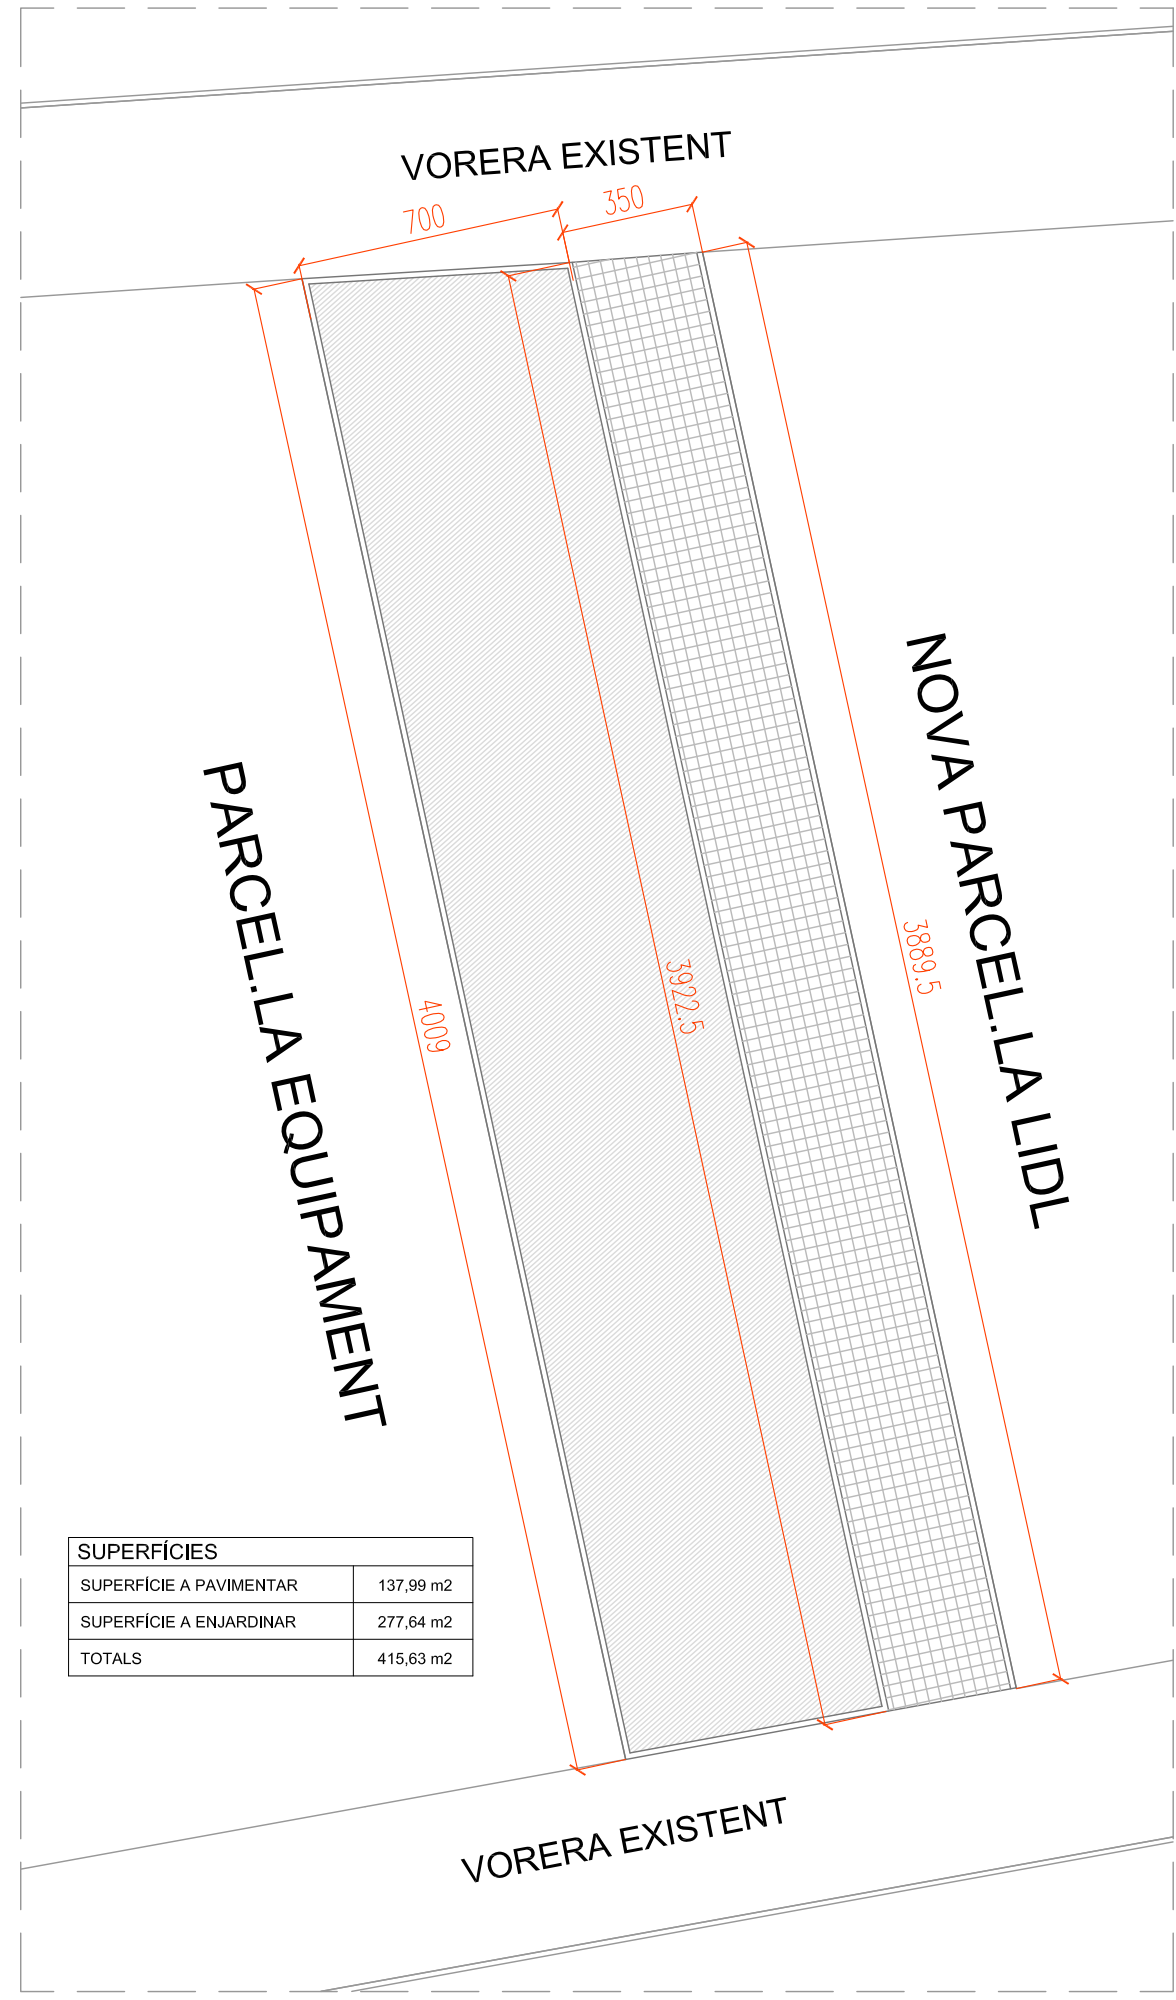 VORERA EXISTENT
700
350
NOVA PARCEL.LA LIDL
PARCEL.LA EQUIPAMENT
3889.5
3922.5
4009
SUPERFÍCIES
SUPERFÍCIE A PAVIMENTAR 137,99 m2
SUPERFÍCIE A ENJARDINAR 277,64 m2
TOTALS 415,63 m2
VORERA EXISTENT